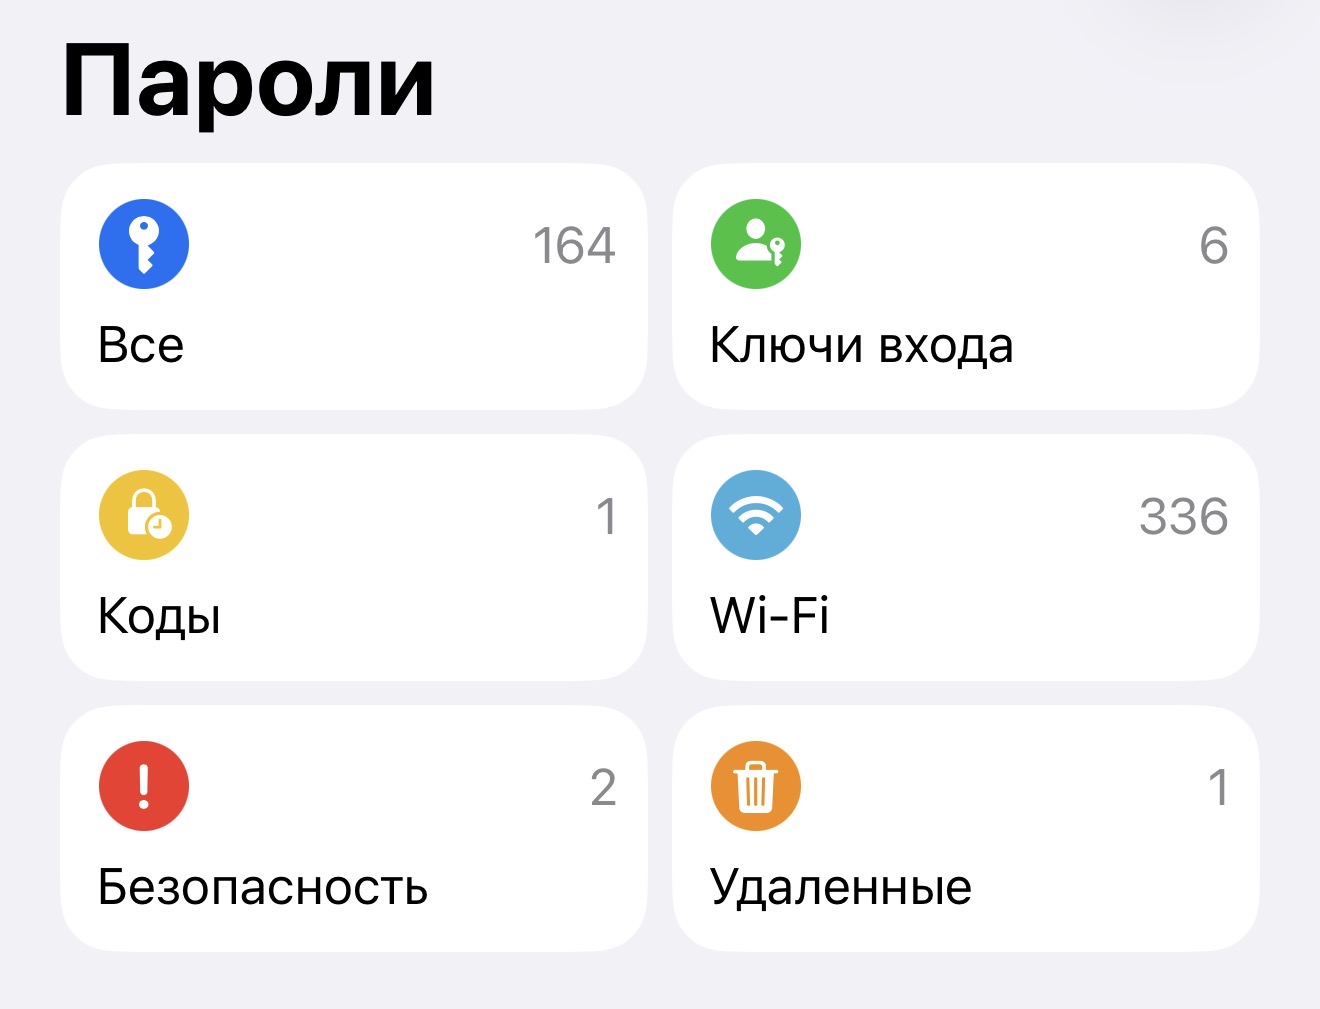 Пароли
164
Все
6
Ключи входа
1
Коды
336
Wi-Fi
2
Безопасность
1
Удаленные